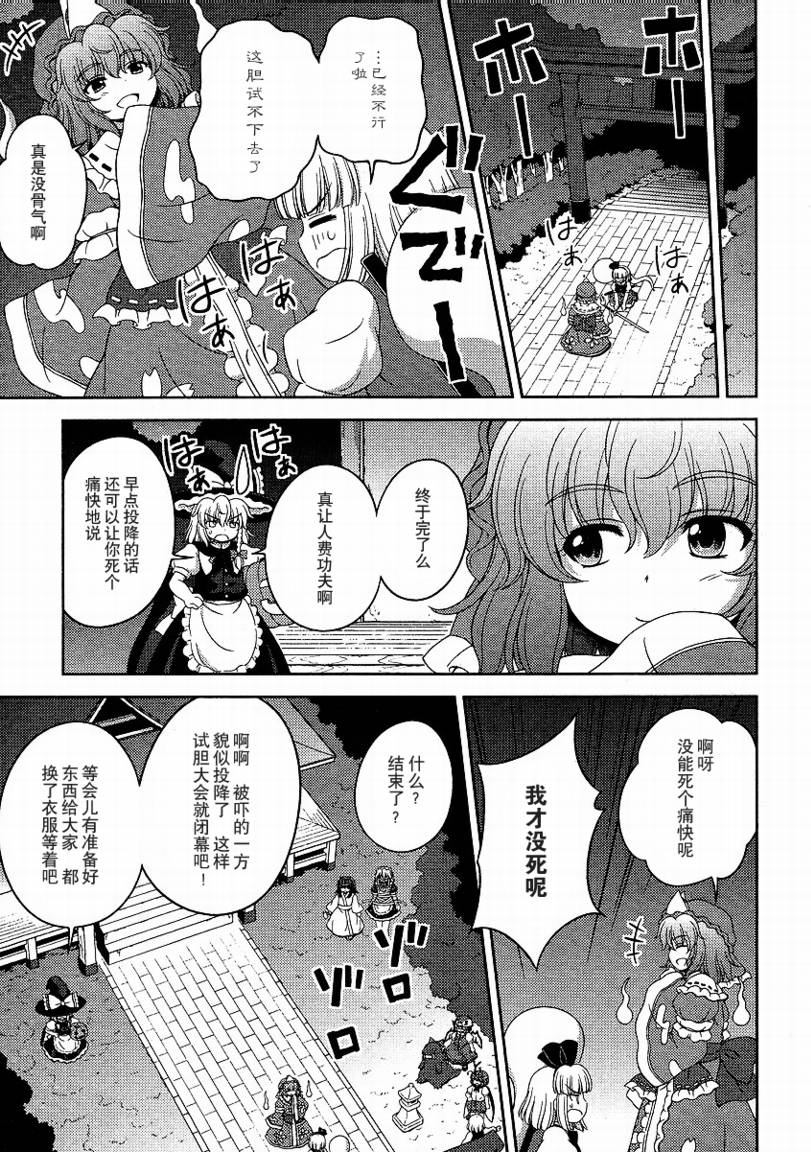 ホーホー
はぁ
はぁ
…已经不行
了啦
这胆试不下去了
ぐでー
はぁ
はぁ
真是没骨气啊
终于完了么
真让人费功夫啊
はぁ
はぁ
早点投降的话
还可以让你死个
痛快地说
啊呀
没能死个痛快呢
我才没死呢
什么？
结束了？
ゾロ
ゾロ
啊啊 被吓的一方
貌似投降了 这样
试胆大会就闭幕吧！
等会儿有准备好
东西给大家 都
换了衣服等着吧